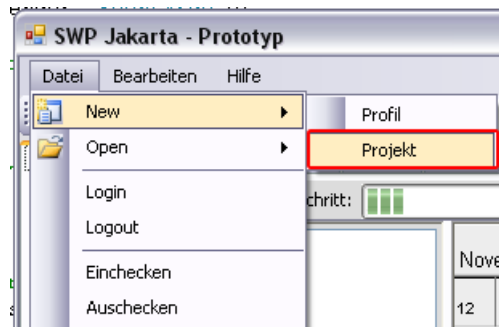 SWP Jakarta - Prototyp
Datei Bearbeiten Hilfe
New Profil
Open Projekt
Login
chritt:
Logout
Nove
Einchecken
Auschecken 12